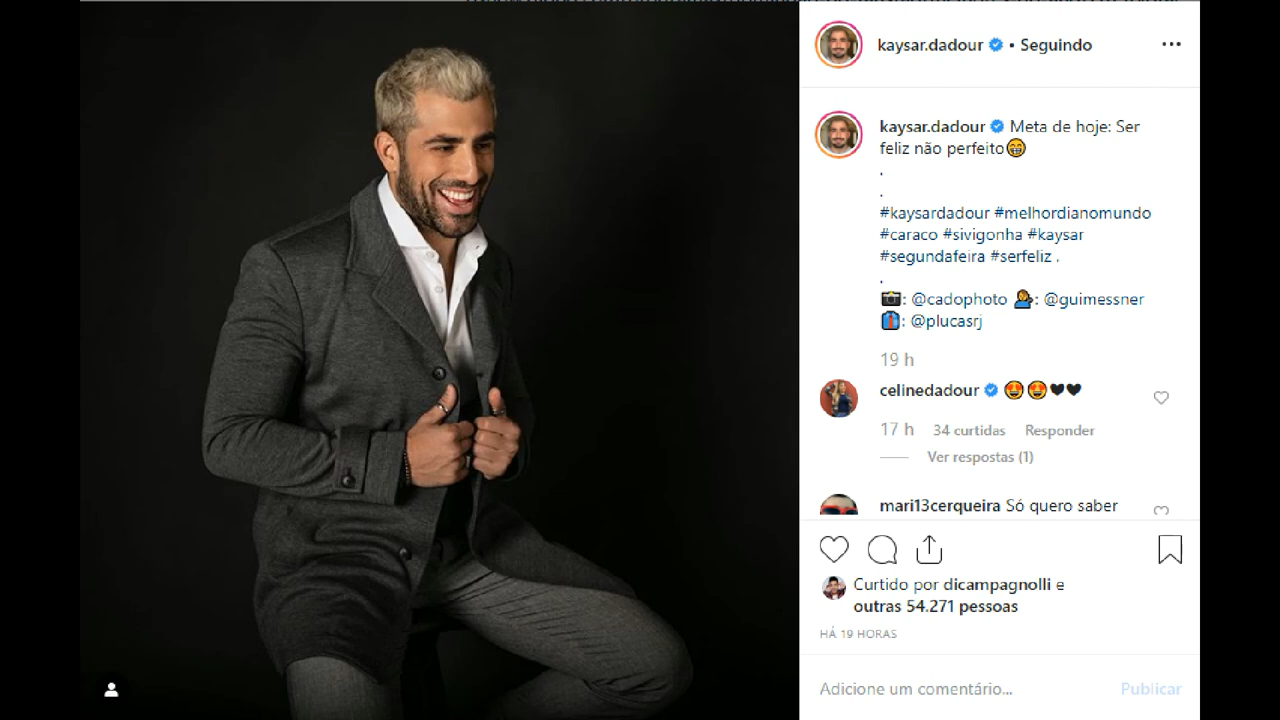 kaysar.dadour • Seguindo
kaysar.dadour Meta de hoje: Ser
feliz não perfeito😁
.
.
#kaysardadour #melhordianomundo
#caraco #sivigonha #kaysar
#segundafeira #serfeliz .
.
📷: @cadophoto 💇: @guimessner
👔: @plucasrj
19 h
celinedadour 😍😍🖤🖤
17 h 34 curtidas Responder
Ver respostas (1)
mari13cerqueira Só quero saber
Curtido por dicampagnolli e
outras 54.271 pessoas
HÁ 19 HORAS
Adicione um comentário... Publicar